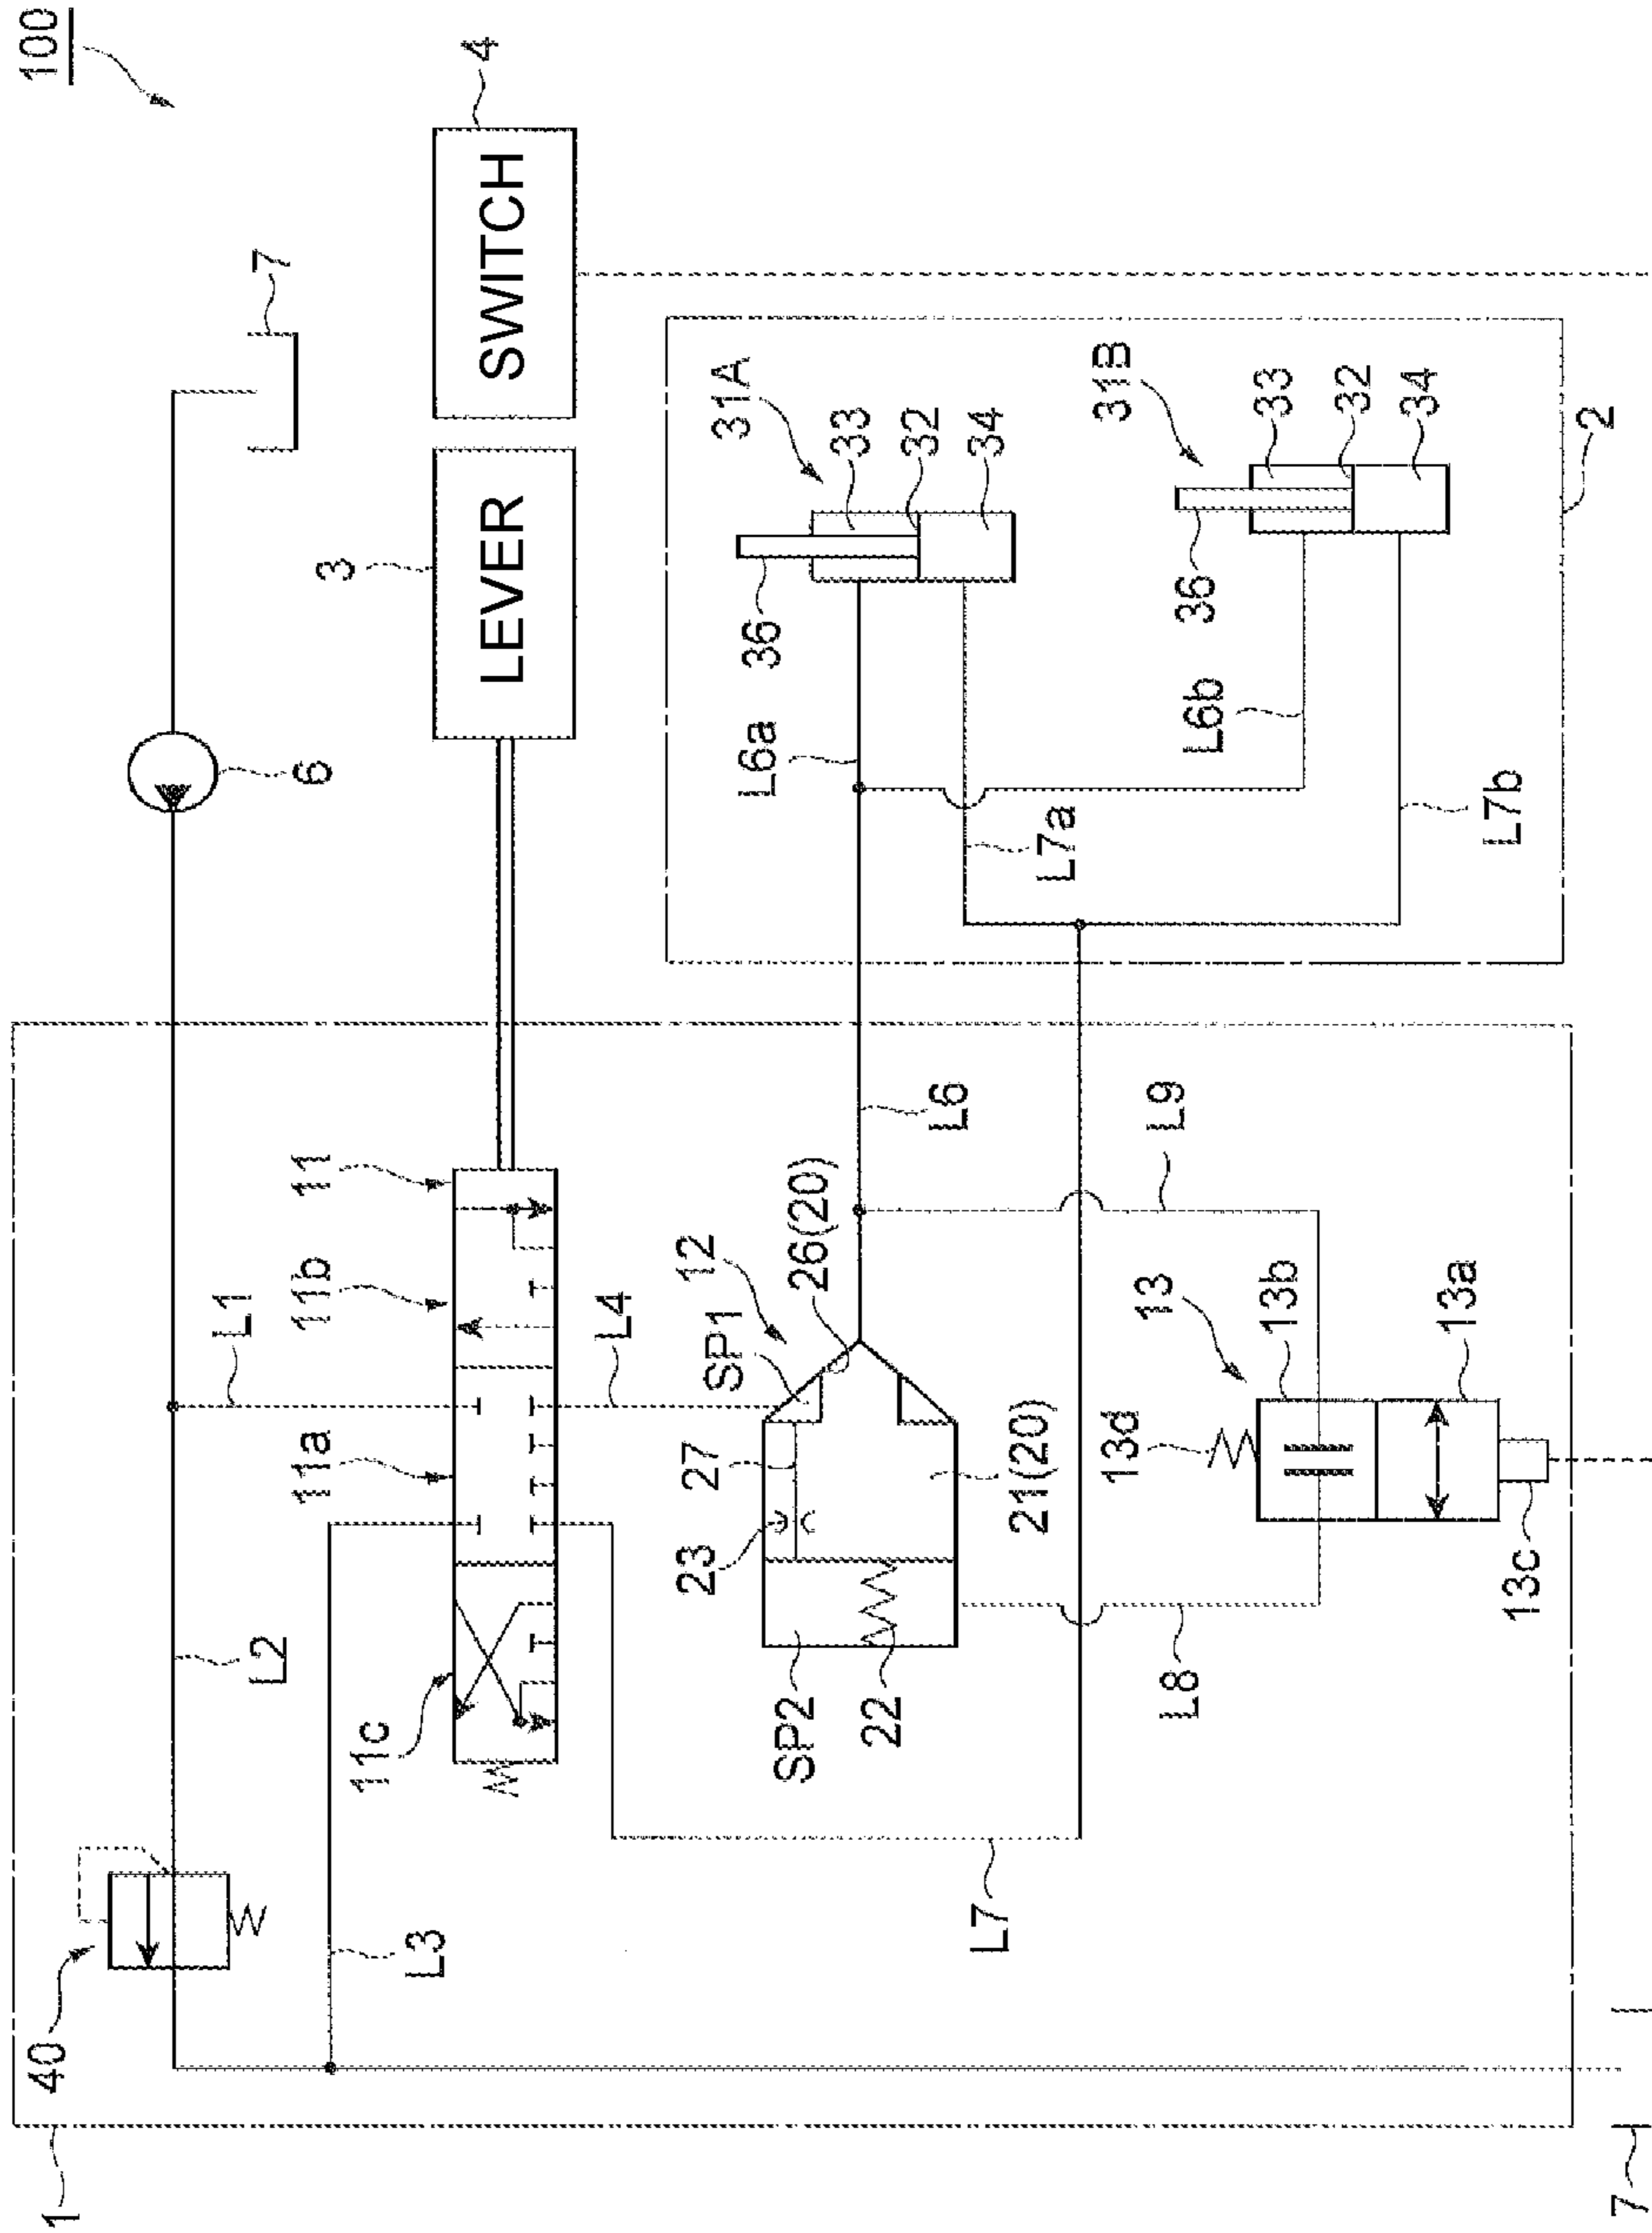 100
4
SWITCH
7
3
LEVER
6
31A
33
32
34
36
31B
33
32
34
36
2
L6a
L6b
L7a
L7b
11
11b
11a
11c
L1
L2
L3
L4
40
12
SP1
26(20)
27
23
21(20)
SP2
22
L6
L9
13
13b
13a
13d
13c
L8
L7
1
7